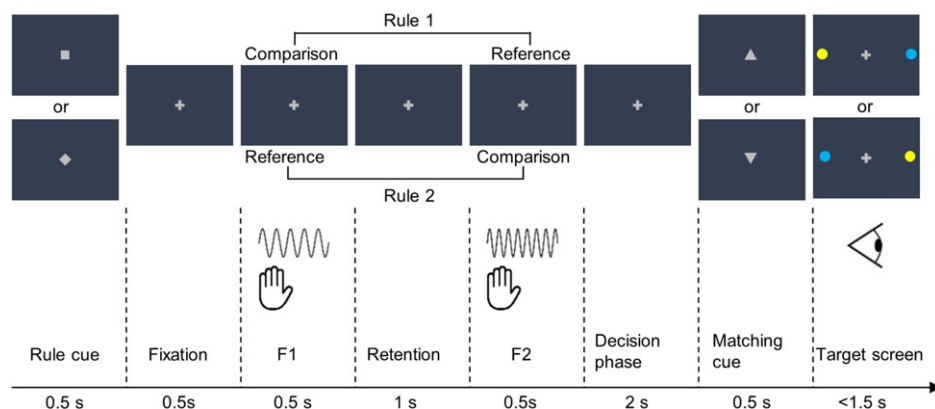 Rule 1
Comparison Reference
or or or
Reference Comparison
Rule 2
Rule cue Fixation F1 Retention F2 Decision phase Matching cue Target screen
0.5 s 0.5s 0.5 s 1 s 0.5s 2 s 0.5 s <1.5 s